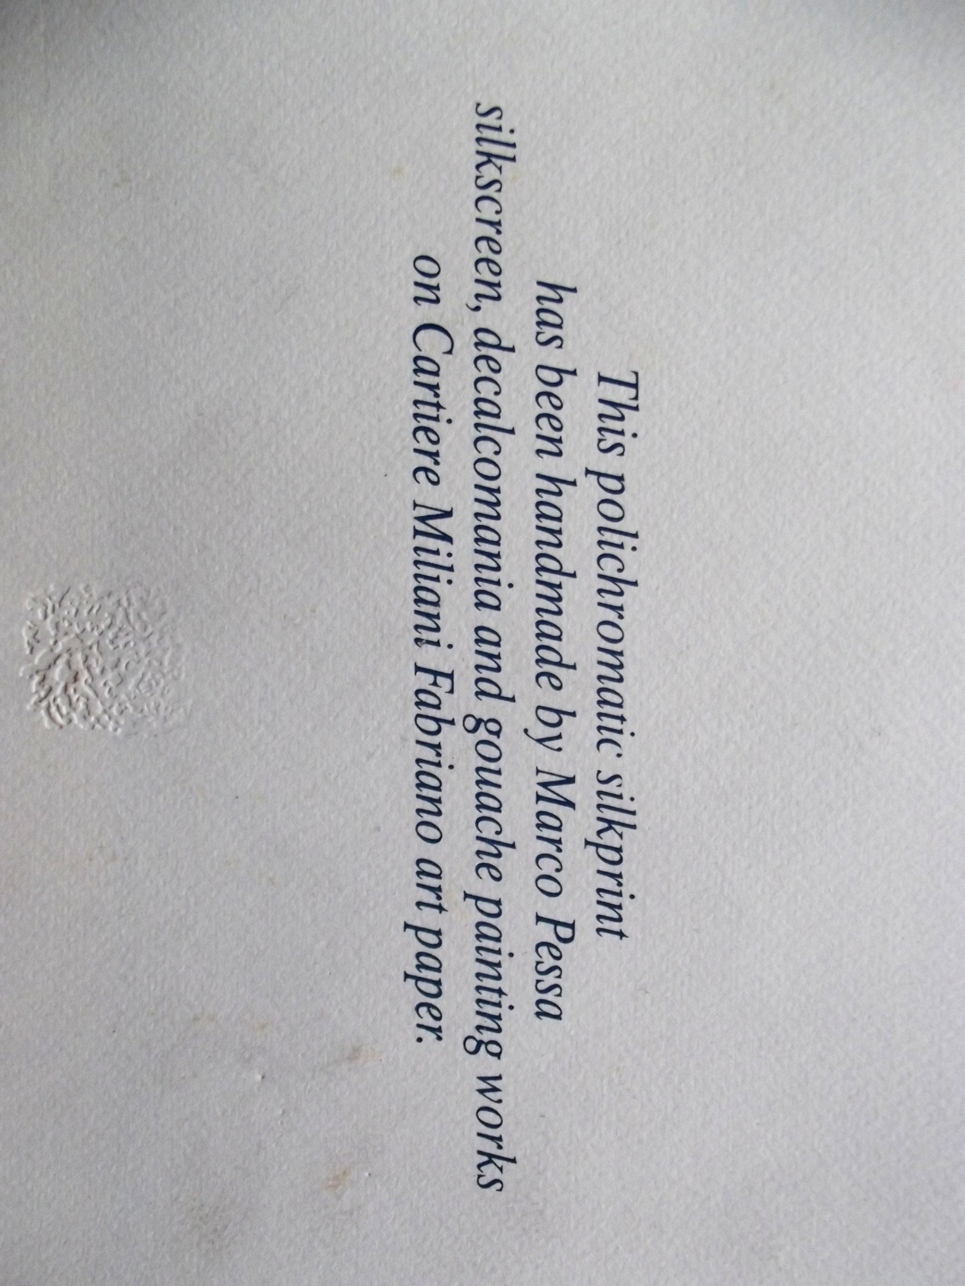 This polichromatic silkprint
has been handmade by Marco Pessa
silkscreen, decalcomania and gouache painting works
on Cartiere Miliani Fabriano art paper.